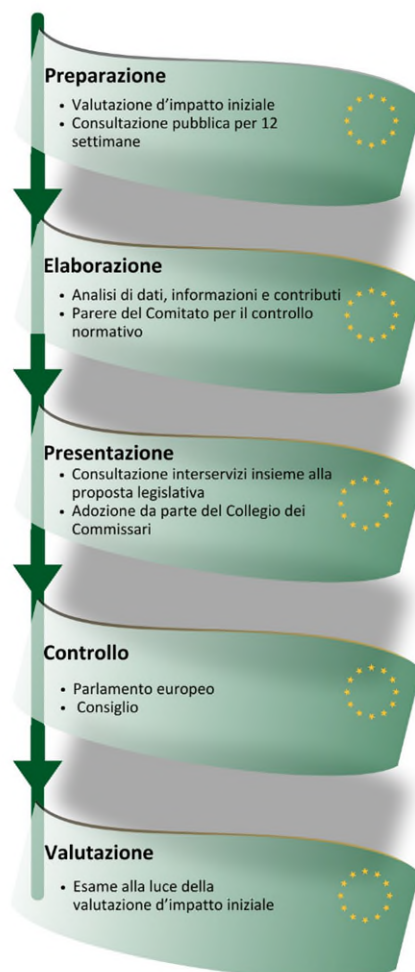 Preparazione
• Valutazione d'impatto iniziale
• Consultazione pubblica per 12
settimane
Elaborazione
• Analisi di dati, informazioni e contributi
• Parere del Comitato per il controllo
normativo
Presentazione
• Consultazione interservizi insieme alla
proposta legislativa
• Adozione da parte del Collegio dei
Commissari
Controllo
• Parlamento europeo
• Consiglio
Valutazione
• Esame alla luce della
valutazione d'impatto iniziale